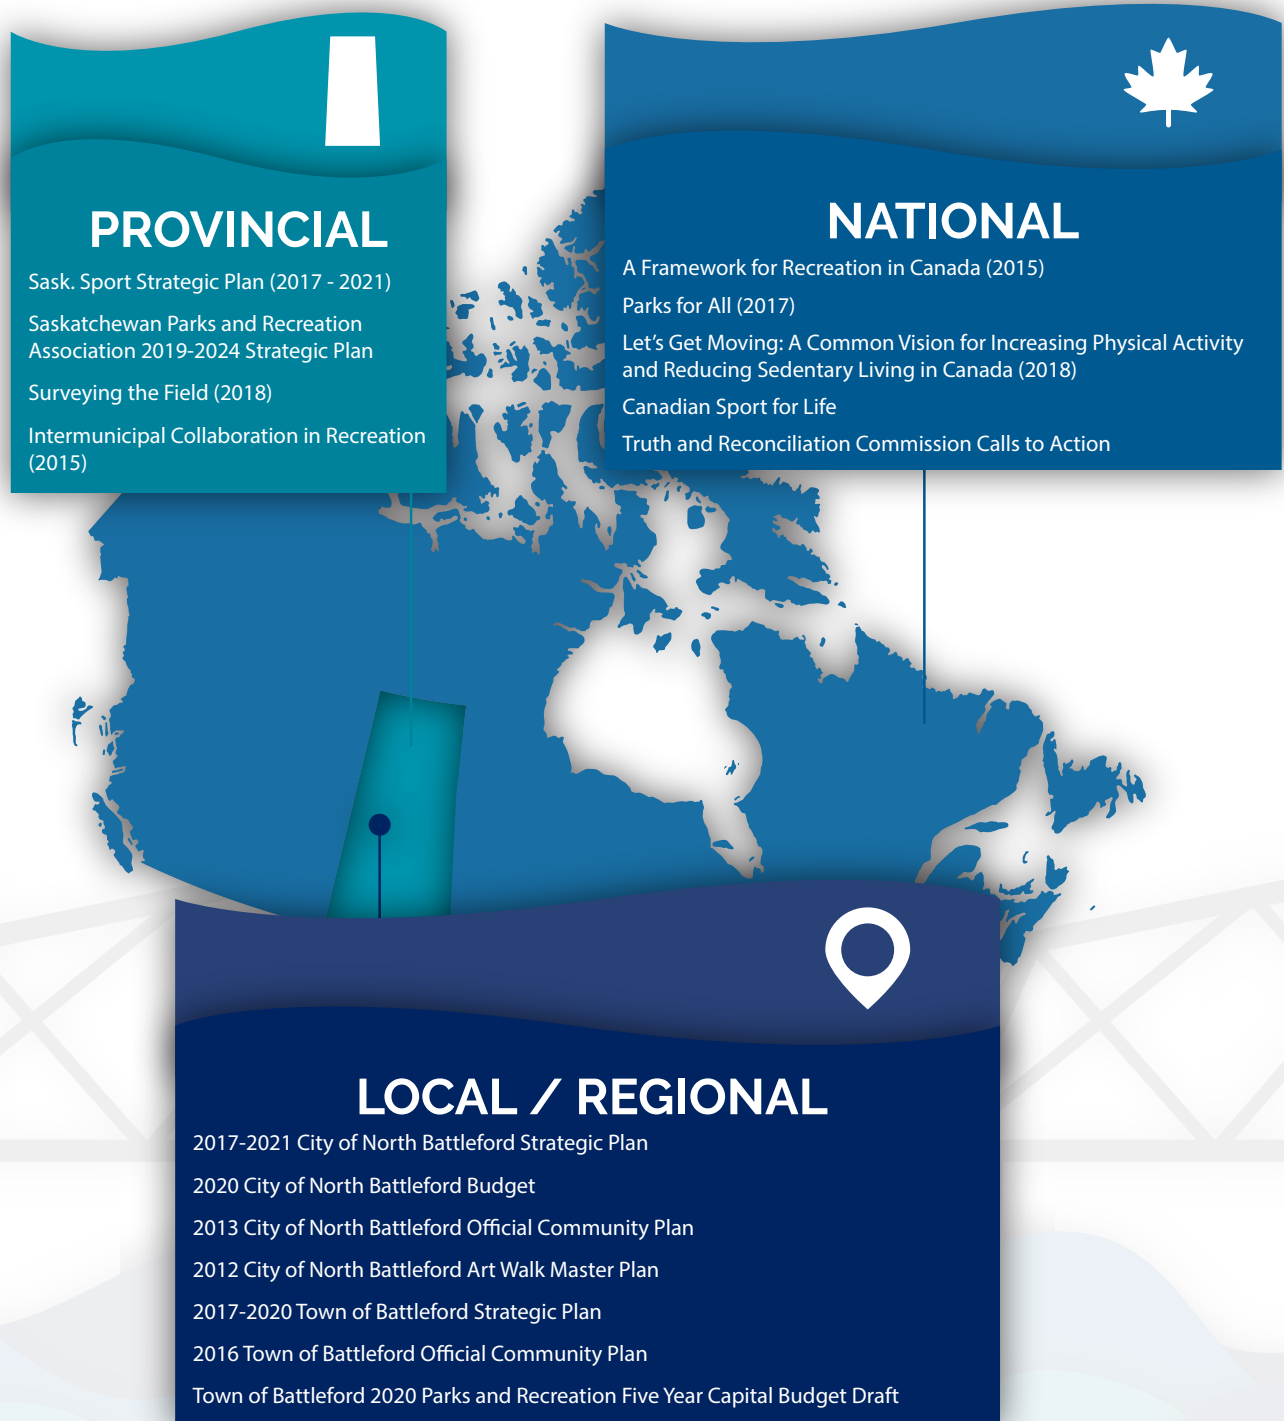 PROVINCIAL
Sask. Sport Strategic Plan (2017 - 2021)
Saskatchewan Parks and Recreation
Association 2019-2024 Strategic Plan
Surveying the Field (2018)
Intermunicipal Collaboration in Recreation
(2015)
NATIONAL
A Framework for Recreation in Canada (2015)
Parks for All (2017)
Let’s Get Moving: A Common Vision for Increasing Physical Activity
and Reducing Sedentary Living in Canada (2018)
Canadian Sport for Life
Truth and Reconciliation Commission Calls to Action
LOCAL / REGIONAL
2017-2021 City of North Battleford Strategic Plan
2020 City of North Battleford Budget
2013 City of North Battleford Official Community Plan
2012 City of North Battleford Art Walk Master Plan
2017-2020 Town of Battleford Strategic Plan
2016 Town of Battleford Official Community Plan
Town of Battleford 2020 Parks and Recreation Five Year Capital Budget Draft